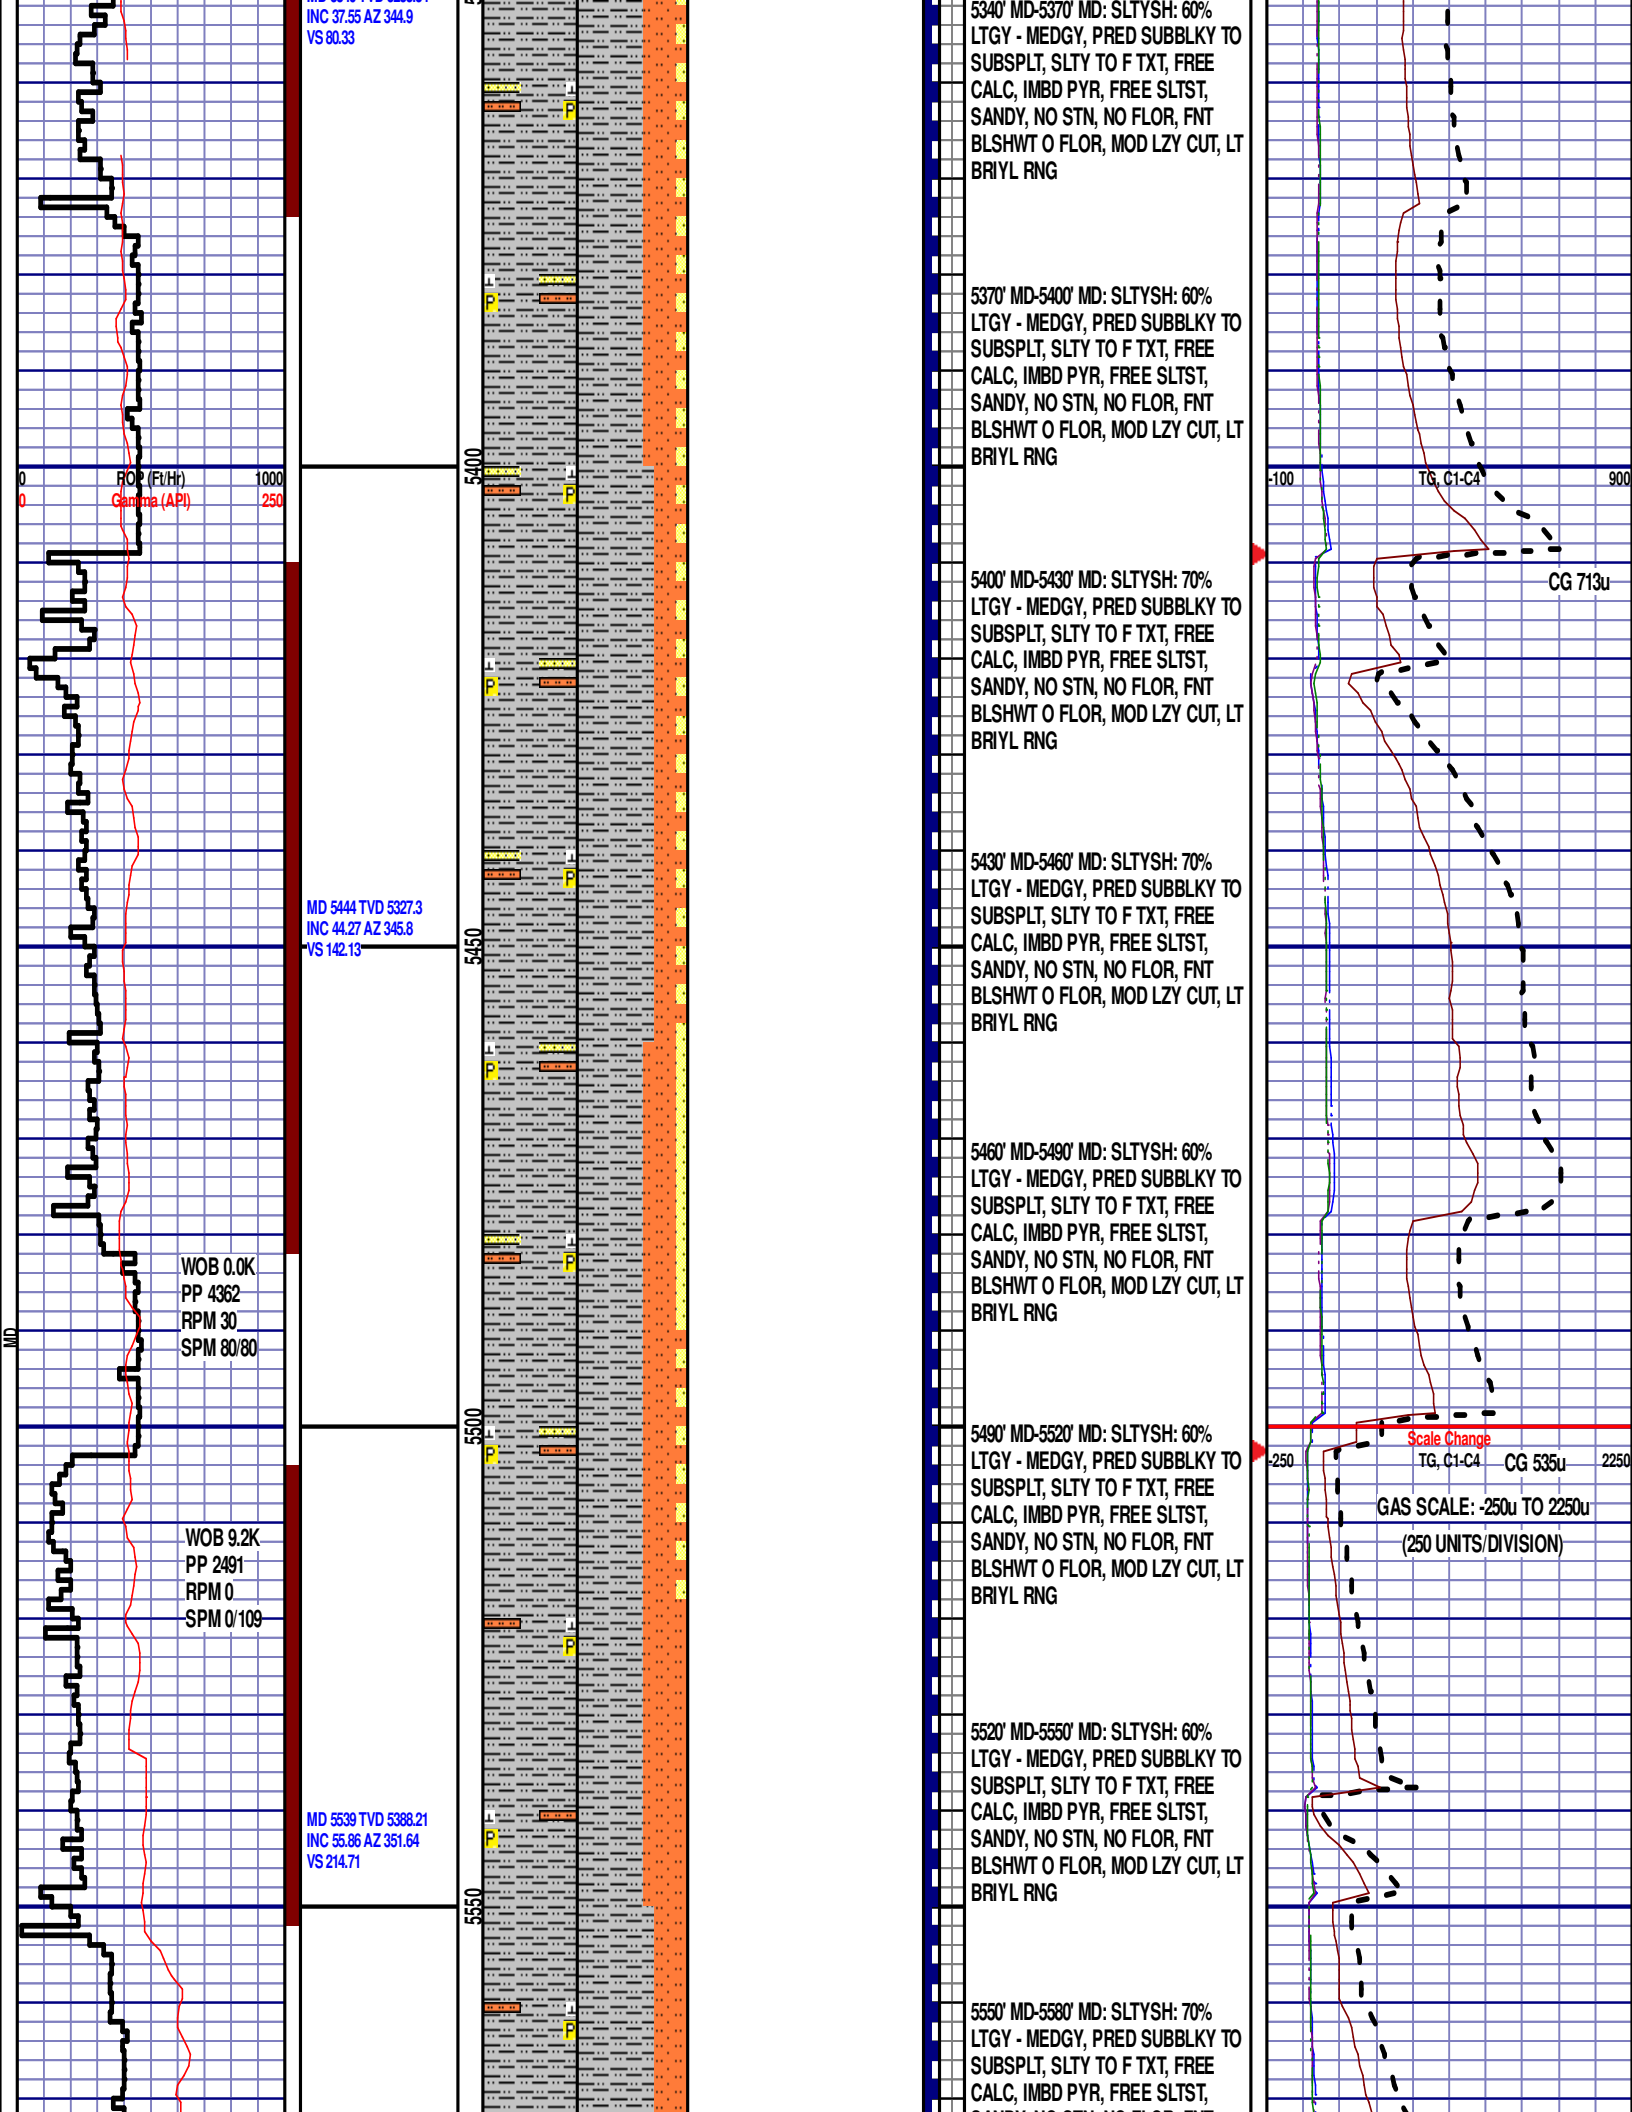 INC 37.55 AZ 344.9
VS 80.33
5340' MD-5370' MD: SLTYSH: 60%
LTGY - MEDGY, PRED SUBBLKY TO
SUBSPLT, SLTY TO F TXT, FREE
CALC, IMBD PYR, FREE SLTST,
SANDY, NO STN, NO FLOR, FNT
BLSHWT O FLOR, MOD LZY CUT, LT
BRIYL RNG
P
5370' MD-5400' MD: SLTYSH: 60%
LTGY - MEDGY, PRED SUBBLKY TO
SUBSPLT, SLTY TO F TXT, FREE
CALC, IMBD PYR, FREE SLTST,
SANDY, NO STN, NO FLOR, FNT
BLSHWT O FLOR, MOD LZY CUT, LT
BRIYL RNG
P
5400
0 ROP (Ft/Hr) 1000
0 Gamma (API) 250
-100 TG, C1-C4 900
P
CG 713u
5400' MD-5430' MD: SLTYSH: 70%
LTGY - MEDGY, PRED SUBBLKY TO
SUBSPLT, SLTY TO F TXT, FREE
CALC, IMBD PYR, FREE SLTST,
SANDY, NO STN, NO FLOR, FNT
BLSHWT O FLOR, MOD LZY CUT, LT
BRIYL RNG
P
5430' MD-5460' MD: SLTYSH: 70%
LTGY - MEDGY, PRED SUBBLKY TO
SUBSPLT, SLTY TO F TXT, FREE
CALC, IMBD PYR, FREE SLTST,
SANDY, NO STN, NO FLOR, FNT
BLSHWT O FLOR, MOD LZY CUT, LT
BRIYL RNG
P
MD 5444 TVD 5327.3
INC 44.27 AZ 345.8
VS 142.13
5450
P
5460' MD-5490' MD: SLTYSH: 60%
LTGY - MEDGY, PRED SUBBLKY TO
SUBSPLT, SLTY TO F TXT, FREE
CALC, IMBD PYR, FREE SLTST,
SANDY, NO STN, NO FLOR, FNT
BLSHWT O FLOR, MOD LZY CUT, LT
BRIYL RNG
P
WOB 0.0K
PP 4362
RPM 30
SPM 80/80
MD
5500
P
5490' MD-5520' MD: SLTYSH: 60%
LTGY - MEDGY, PRED SUBBLKY TO
SUBSPLT, SLTY TO F TXT, FREE
CALC, IMBD PYR, FREE SLTST,
SANDY, NO STN, NO FLOR, FNT
BLSHWT O FLOR, MOD LZY CUT, LT
BRIYL RNG
Scale Change
-250 TG, C1-C4 2250
CG 535u
GAS SCALE: -250u TO 2250u
(250 UNITS/DIVISION)
WOB 9.2K
PP 2491
RPM 0
SPM 0/109
P
5520' MD-5550' MD: SLTYSH: 60%
LTGY - MEDGY, PRED SUBBLKY TO
SUBSPLT, SLTY TO F TXT, FREE
CALC, IMBD PYR, FREE SLTST,
SANDY, NO STN, NO FLOR, FNT
BLSHWT O FLOR, MOD LZY CUT, LT
BRIYL RNG
MD 5539 TVD 5388.21
INC 55.86 AZ 351.64
VS 214.71
P
5550
P
5550' MD-5580' MD: SLTYSH: 70%
LTGY - MEDGY, PRED SUBBLKY TO
SUBSPLT, SLTY TO F TXT, FREE
CALC, IMBD PYR, FREE SLTST,